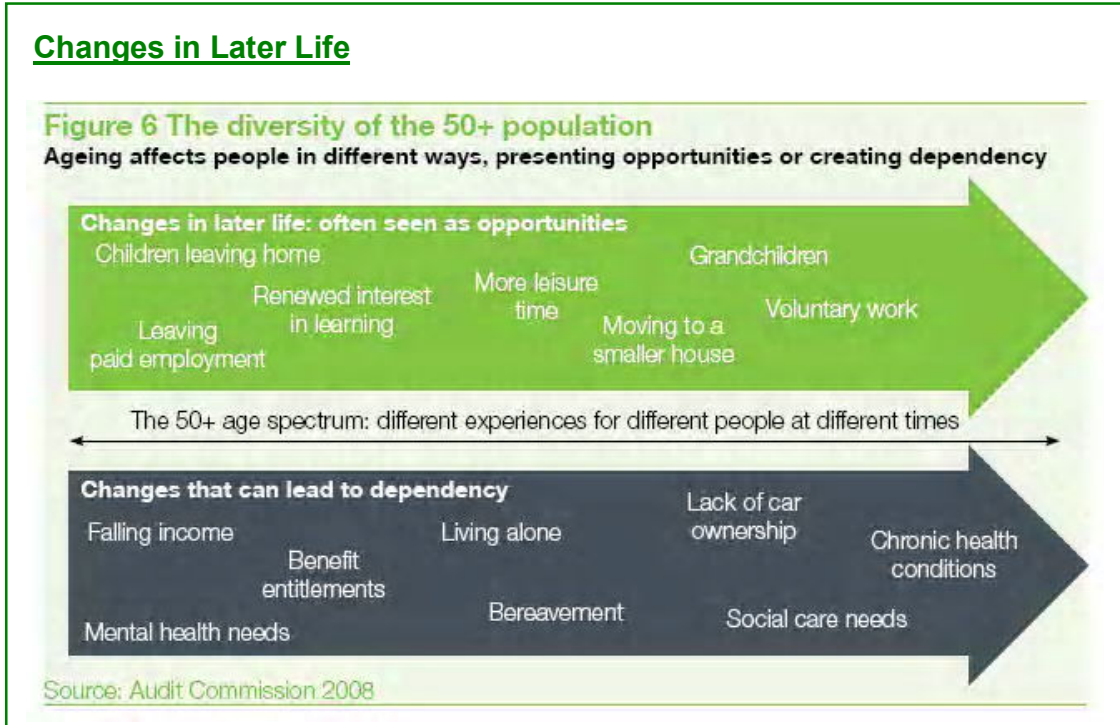 Changes in Later Life
Figure 6 The diversity of the 50+ population
Ageing affects people in different ways, presenting opportunities or creating dependency
Changes in later life: often seen as opportunities
Children leaving home
Leaving
paid employment
Renewed interest
in learning
More leisure
time
Moving to a
smaller house
Grandchildren
Voluntary work
The 50+ age spectrum: different experiences for different people at different times
Changes that can lead to dependency
Falling income
Mental health needs
Benefit
entitlements
Living alone
Bereavement
Lack of car
ownership
Social care needs
Chronic health
conditions
Source: Audit Commission 2008